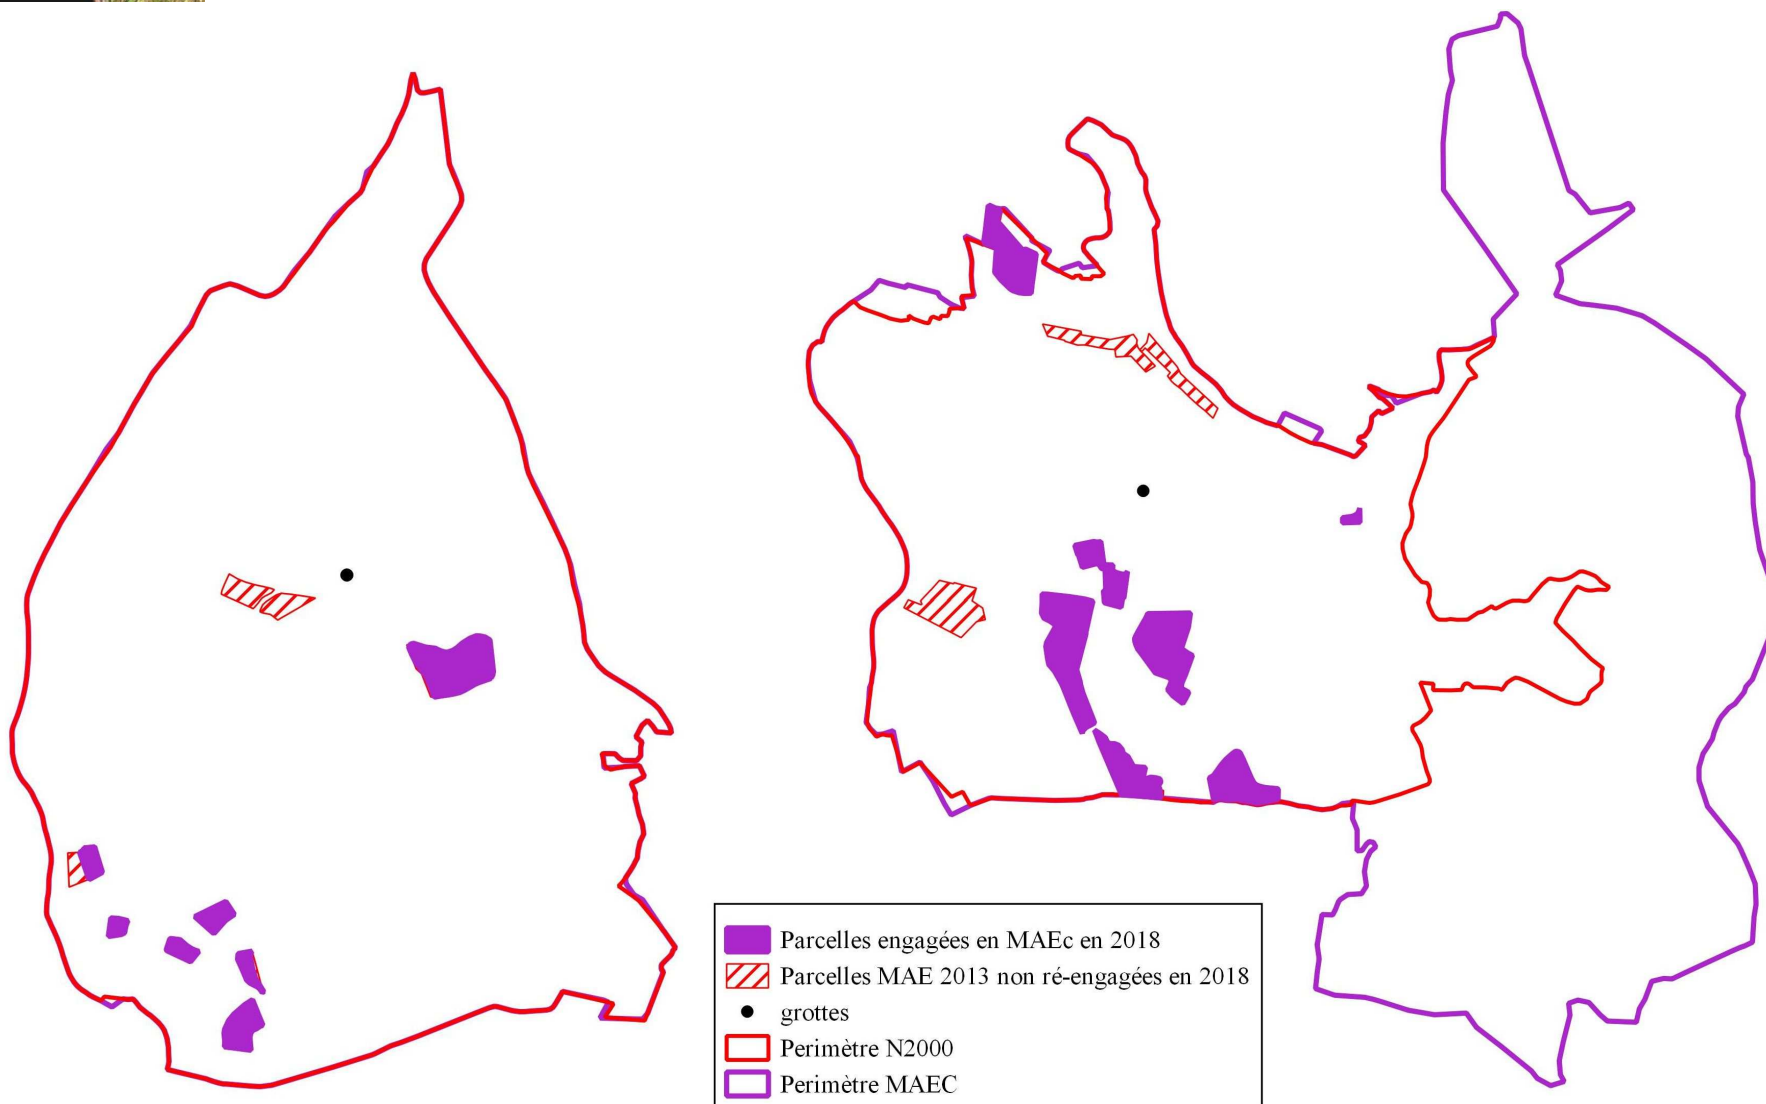 Parcelles engagées en MAEc en 2018
Parcelles MAE 2013 non ré-engagées en 2018
grottes
Perimètre N2000
Perimètre MAEC